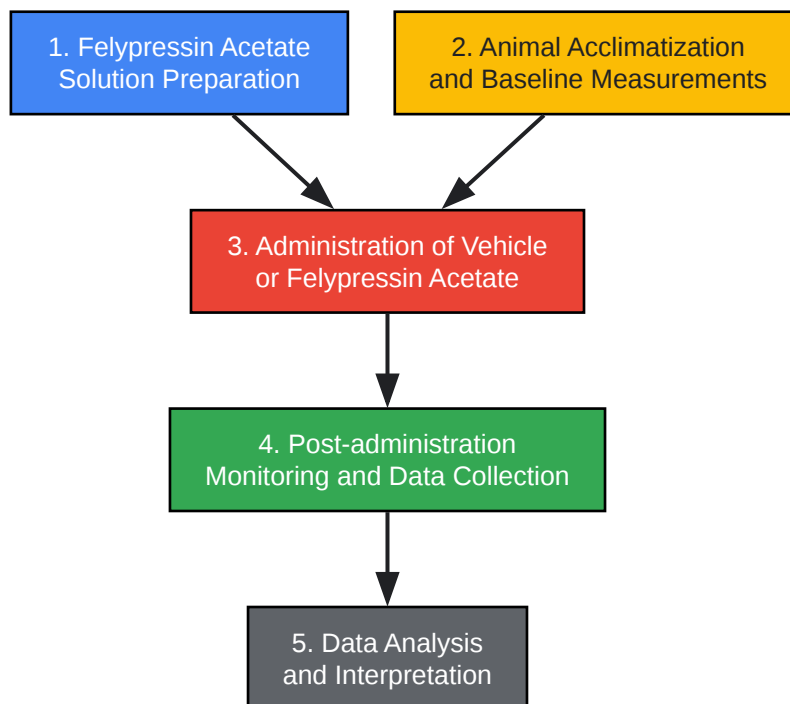 1. Felypressin Acetate
Solution Preparation
2. Animal Acclimatization
and Baseline Measurements
3. Administration of Vehicle
or Felypressin Acetate
4. Post-administration
Monitoring and Data Collection
5. Data Analysis
and Interpretation